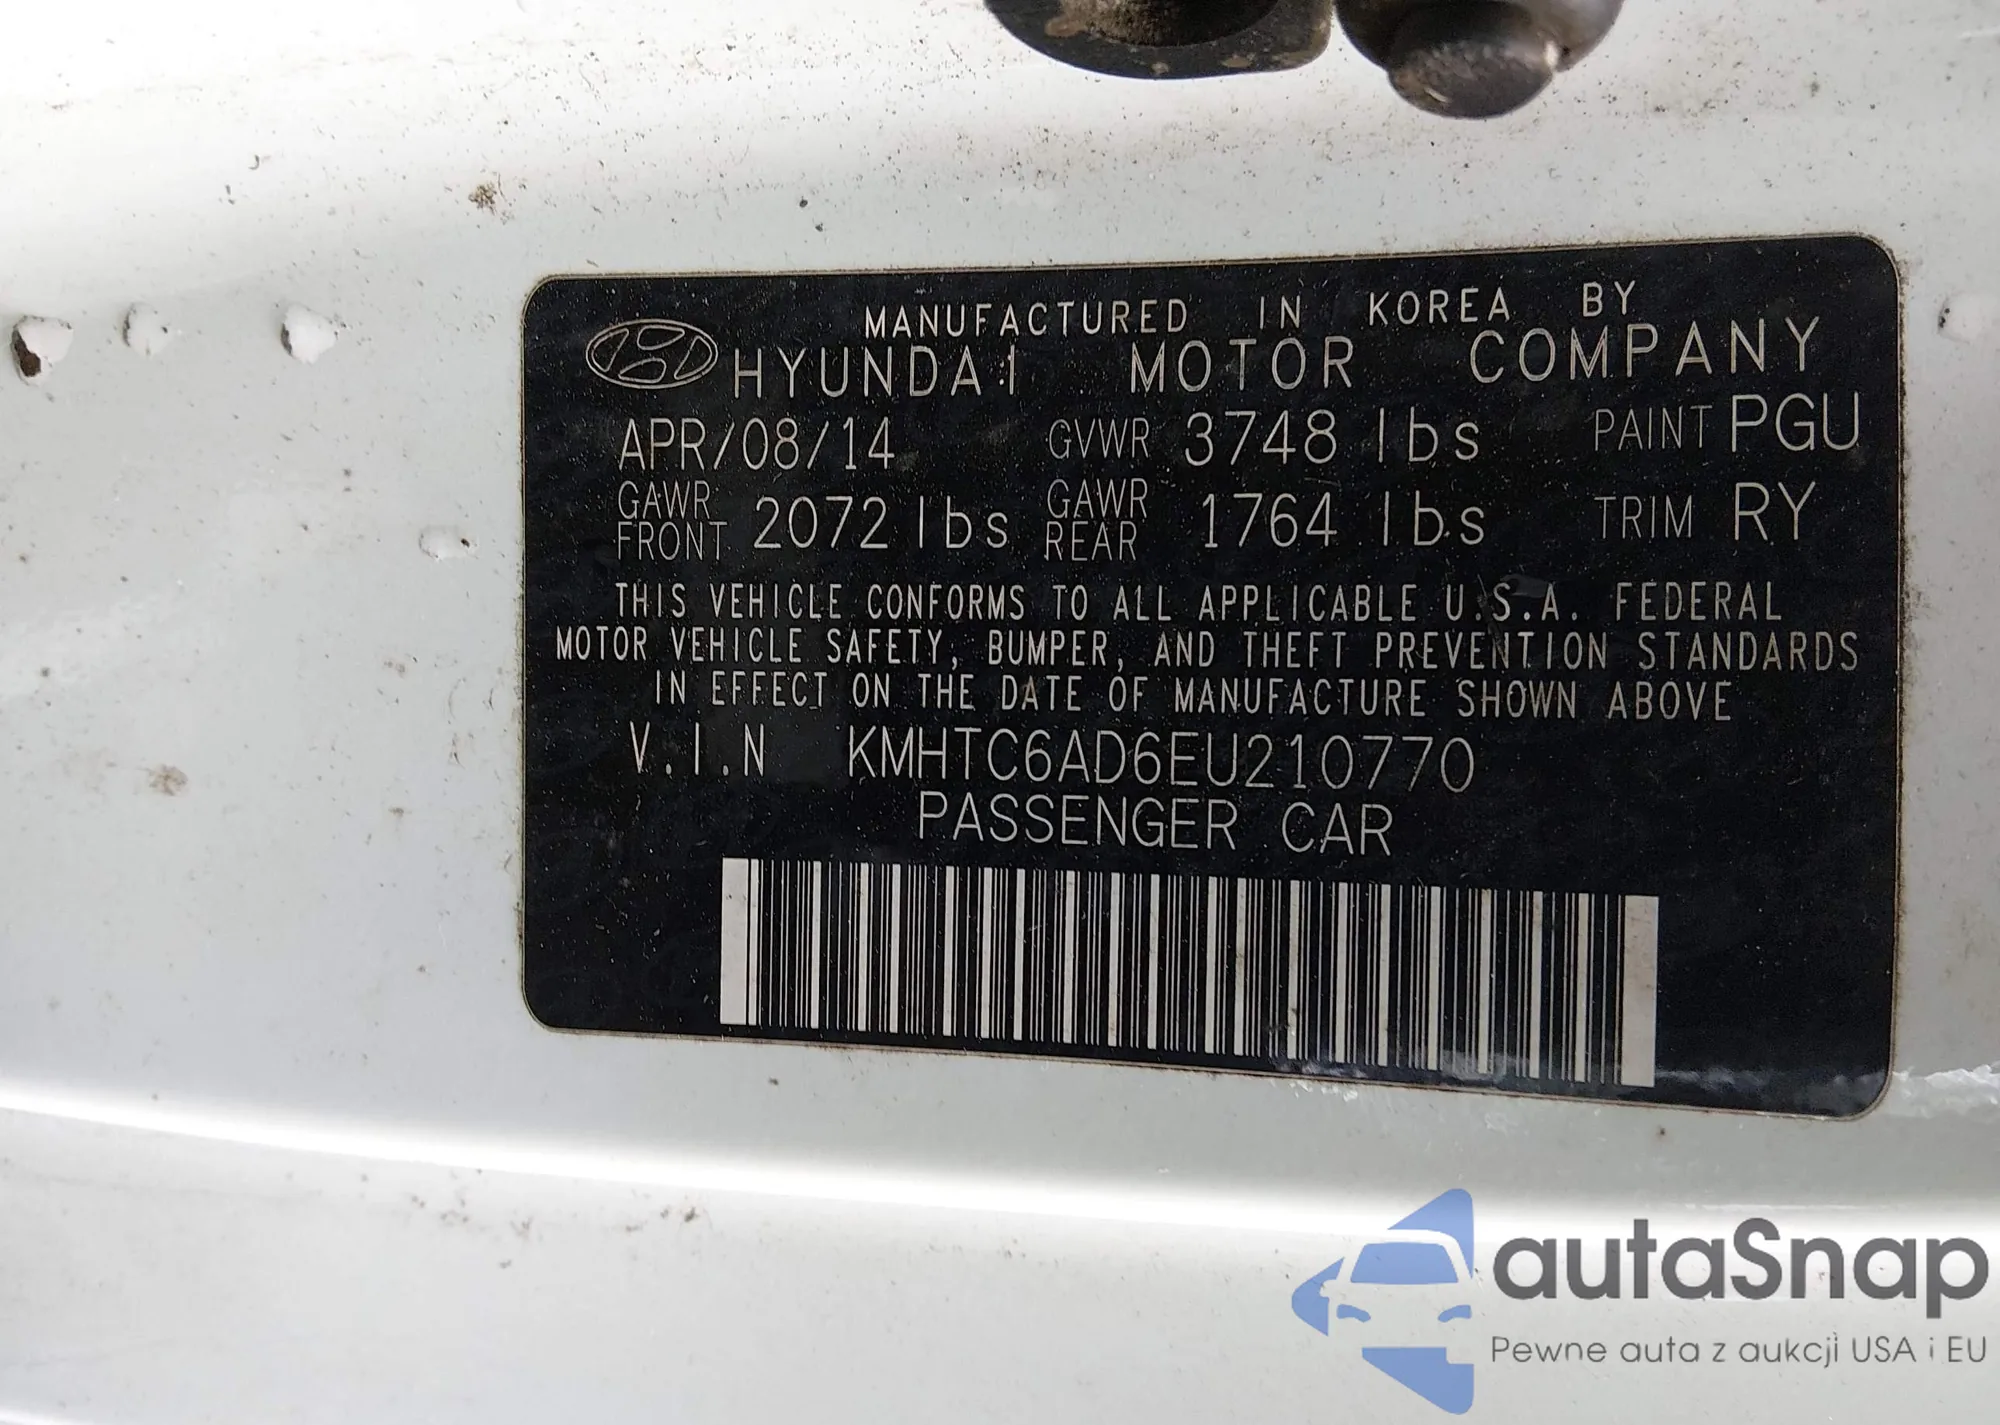 MANUFACTURED IN KOREA BY
HYUNDAI MOTOR COMPANY
APR/08/14 GVWR 3748 lbs PAINT PGU
GAWR FRONT 2072 lbs GAWR REAR 1764 lbs TRIM RY
THIS VEHICLE CONFORMS TO ALL APPLICABLE U.S.A. FEDERAL
MOTOR VEHICLE SAFETY, BUMPER, AND THEFT PREVENTION STANDARDS
IN EFFECT ON THE DATE OF MANUFACTURE SHOWN ABOVE
V.I.N KMHTC6AD6EU210770
PASSENGER CAR
autaSnap
Pewne auta z aukcji USA i EU